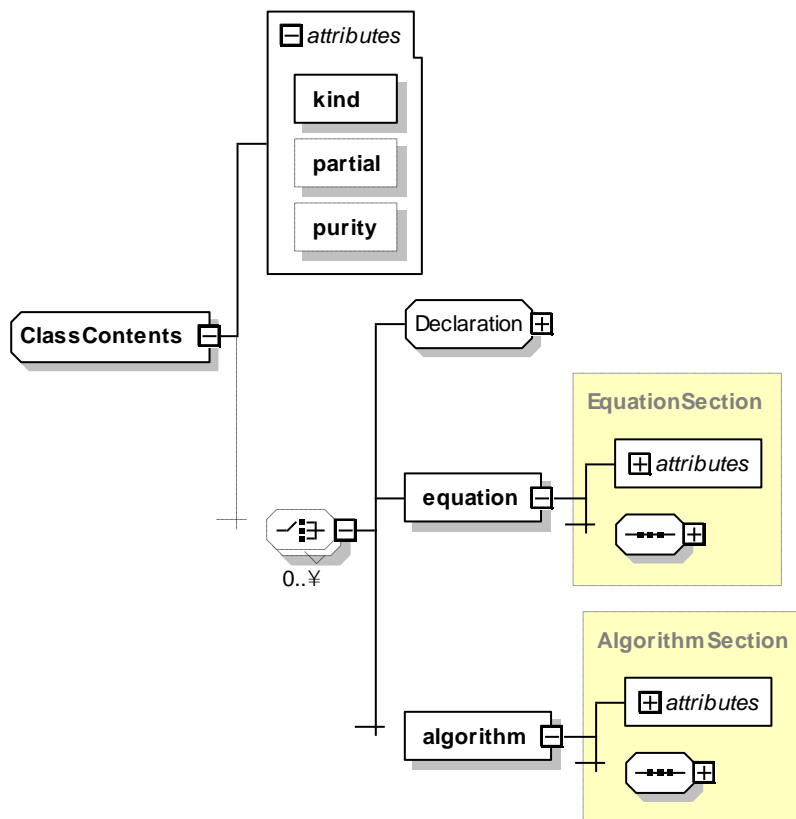 attributes
kind
partial
purity
ClassContents
Declaration
EquationSection
attributes
equation
0..¥
AlgorithmSection
attributes
algorithm